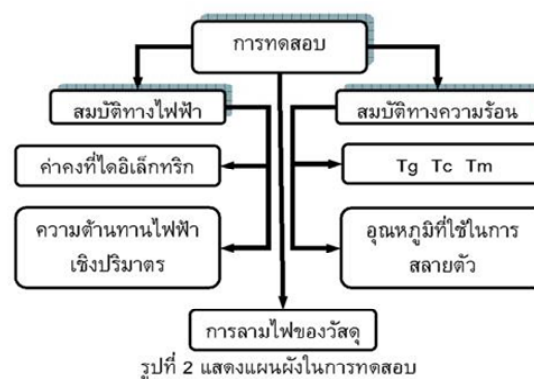 การทดสอบ
สมบัติทางไฟฟ้า
สมบัติทางความร้อน
ค่าคงที่ไดอิเล็กทริก
Tg Tc Tm
ความต้านทานไฟฟ้า
เชิงปริมาตร
อุณหภูมิที่ใช้ในการ
สลายตัว
การลามไฟของวัสดุ
รูปที่ 2 แสดงแผนผังในการทดสอบ